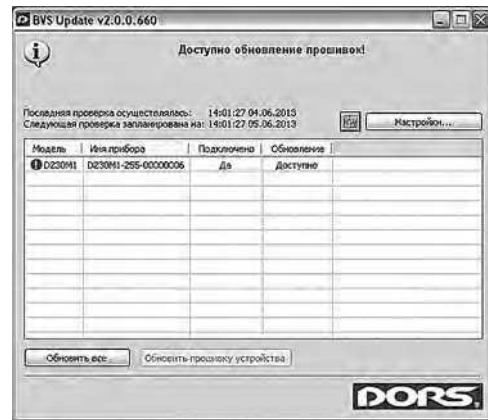 BVS Update v2.0.0.660
Доступно обновление прошивок!
Последняя проверка осуществлялась: 14:01:27 04.06.2013
Следующая проверка запланирована на: 14:01:27 05.06.2013
Настройки...
Модель Имя прибора Подключено Обновление
D230M1 D230M1-255-00000006 Да Доступно
Обновить все Обновить прошивку устройства
DORS